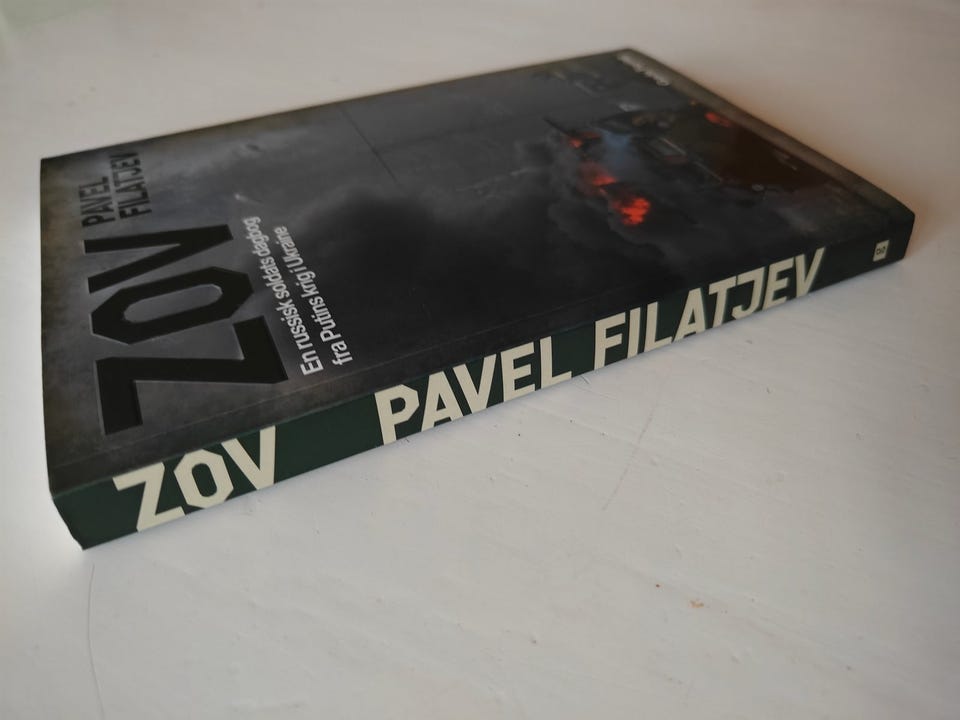 PAVEL
FILATJEV
ZOV
En russisk soldats dagbog
fra Putins krig i Ukraine
ZOV PAVEL FILATJEV